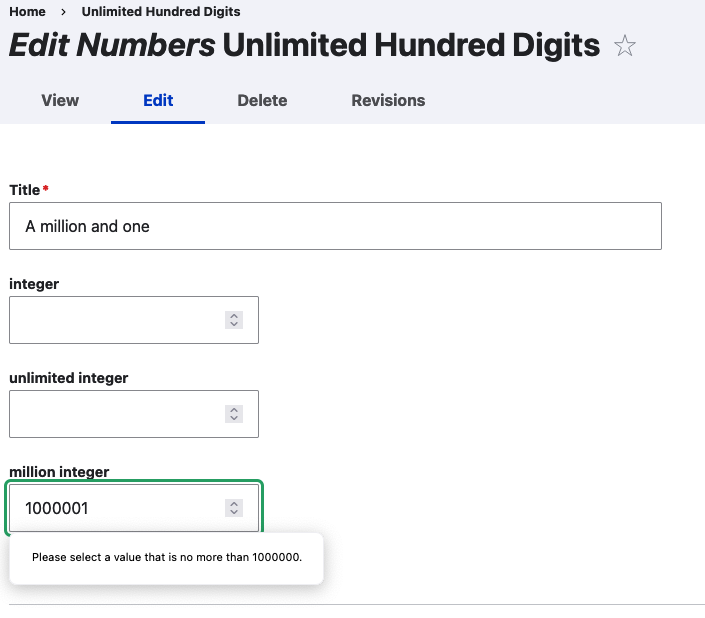 Home › Unlimited Hundred Digits
Edit Numbers Unlimited Hundred Digits
View Edit Delete Revisions
Title*
A million and one
integer
unlimited integer
million integer
1000001
Please select a value that is no more than 1000000.